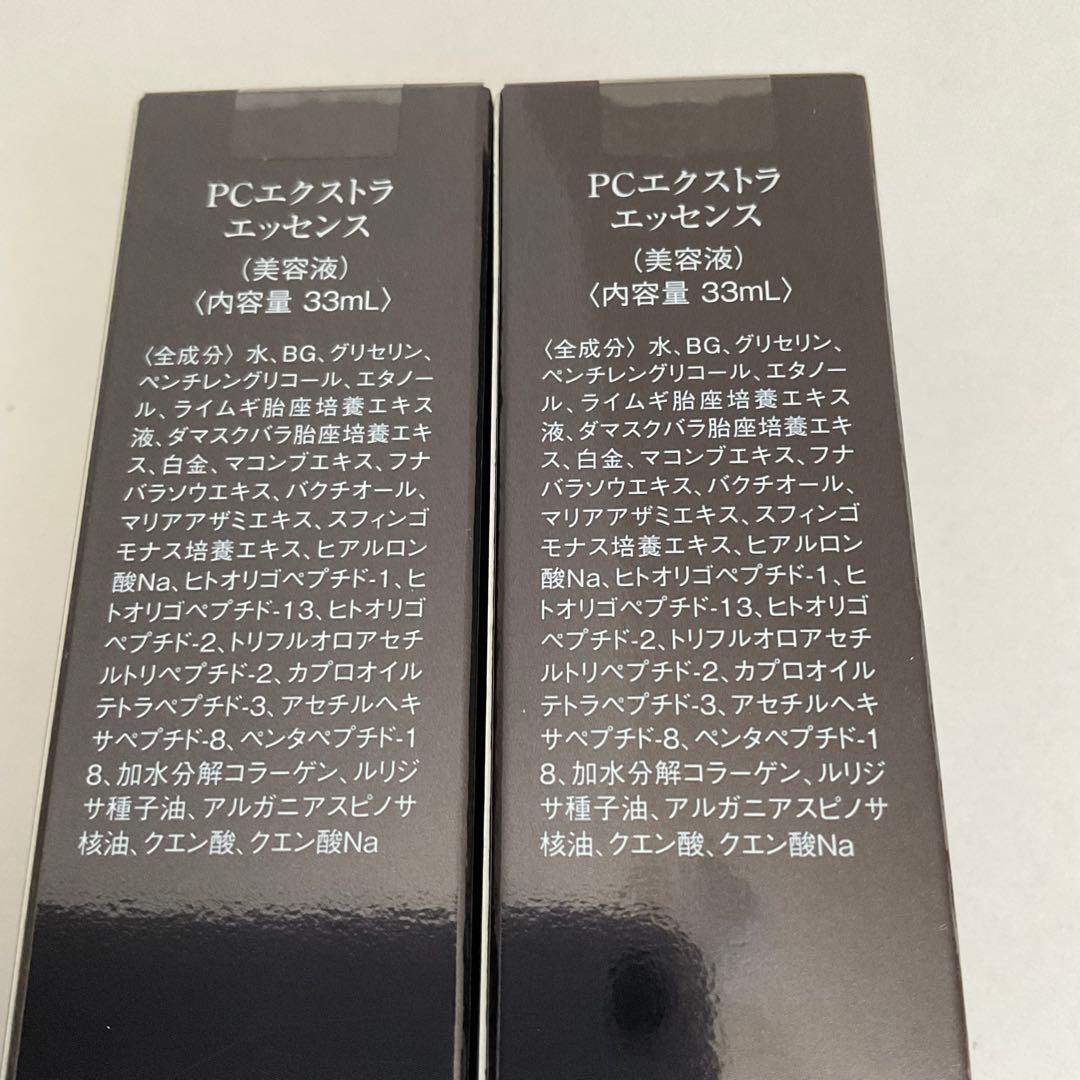 PCエクストラ
エッセンス
（美容液）
〈内容量 33mL〉
〈全成分〉水、BG、グリセリン、
ペンチレングリコール、エタノー
ル、ライムギ胎座培養エキス
液、ダマスクバラ胎座培養エキ
ス、白金、マコンブエキス、フナ
バラソウエキス、バクチオール、
マリアアザミエキス、スフィンゴ
モナス培養エキス、ヒアルロン
酸Na、ヒトオリゴペプチド-1、ヒ
トオリゴペプチド-13、ヒトオリゴ
ペプチド-2、トリフルオロアセチ
ルトリペプチド-2、カプロオイル
テトラペプチド-3、アセチルヘキ
サペプチド-8、ペンタペプチド-1
8、加水分解コラーゲン、ルリジ
サ種子油、アルガニアスピノサ
核油、クエン酸、クエン酸Na
PCエクストラ
エッセンス
（美容液）
〈内容量 33mL〉
〈全成分〉水、BG、グリセリン、
ペンチレングリコール、エタノー
ル、ライムギ胎座培養エキス
液、ダマスクバラ胎座培養エキ
ス、白金、マコンブエキス、フナ
バラソウエキス、バクチオール、
マリアアザミエキス、スフィンゴ
モナス培養エキス、ヒアルロン
酸Na、ヒトオリゴペプチド-1、ヒ
トオリゴペプチド-13、ヒトオリゴ
ペプチド-2、トリフルオロアセチ
ルトリペプチド-2、カプロオイル
テトラペプチド-3、アセチルヘキ
サペプチド-8、ペンタペプチド-1
8、加水分解コラーゲン、ルリジ
サ種子油、アルガニアスピノサ
核油、クエン酸、クエン酸Na